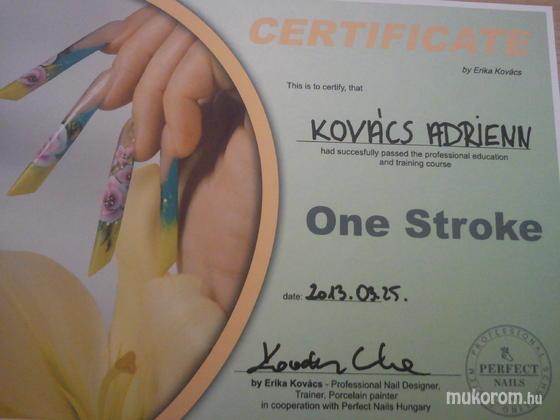 CERTIFICATE
by Erika Kovács
This is to certify, that
KOVÁCS ADRIENN
had succesfully passed the professional education
and training course
One Stroke
date: 2013.03.25.
by Erika Kovács - Professional Nail Designer,
Trainer, Porcelain painter
in cooperation with Perfect Nails Hungary
PROFESSIONAL
PERFECT
NAILS
mukorom.hu